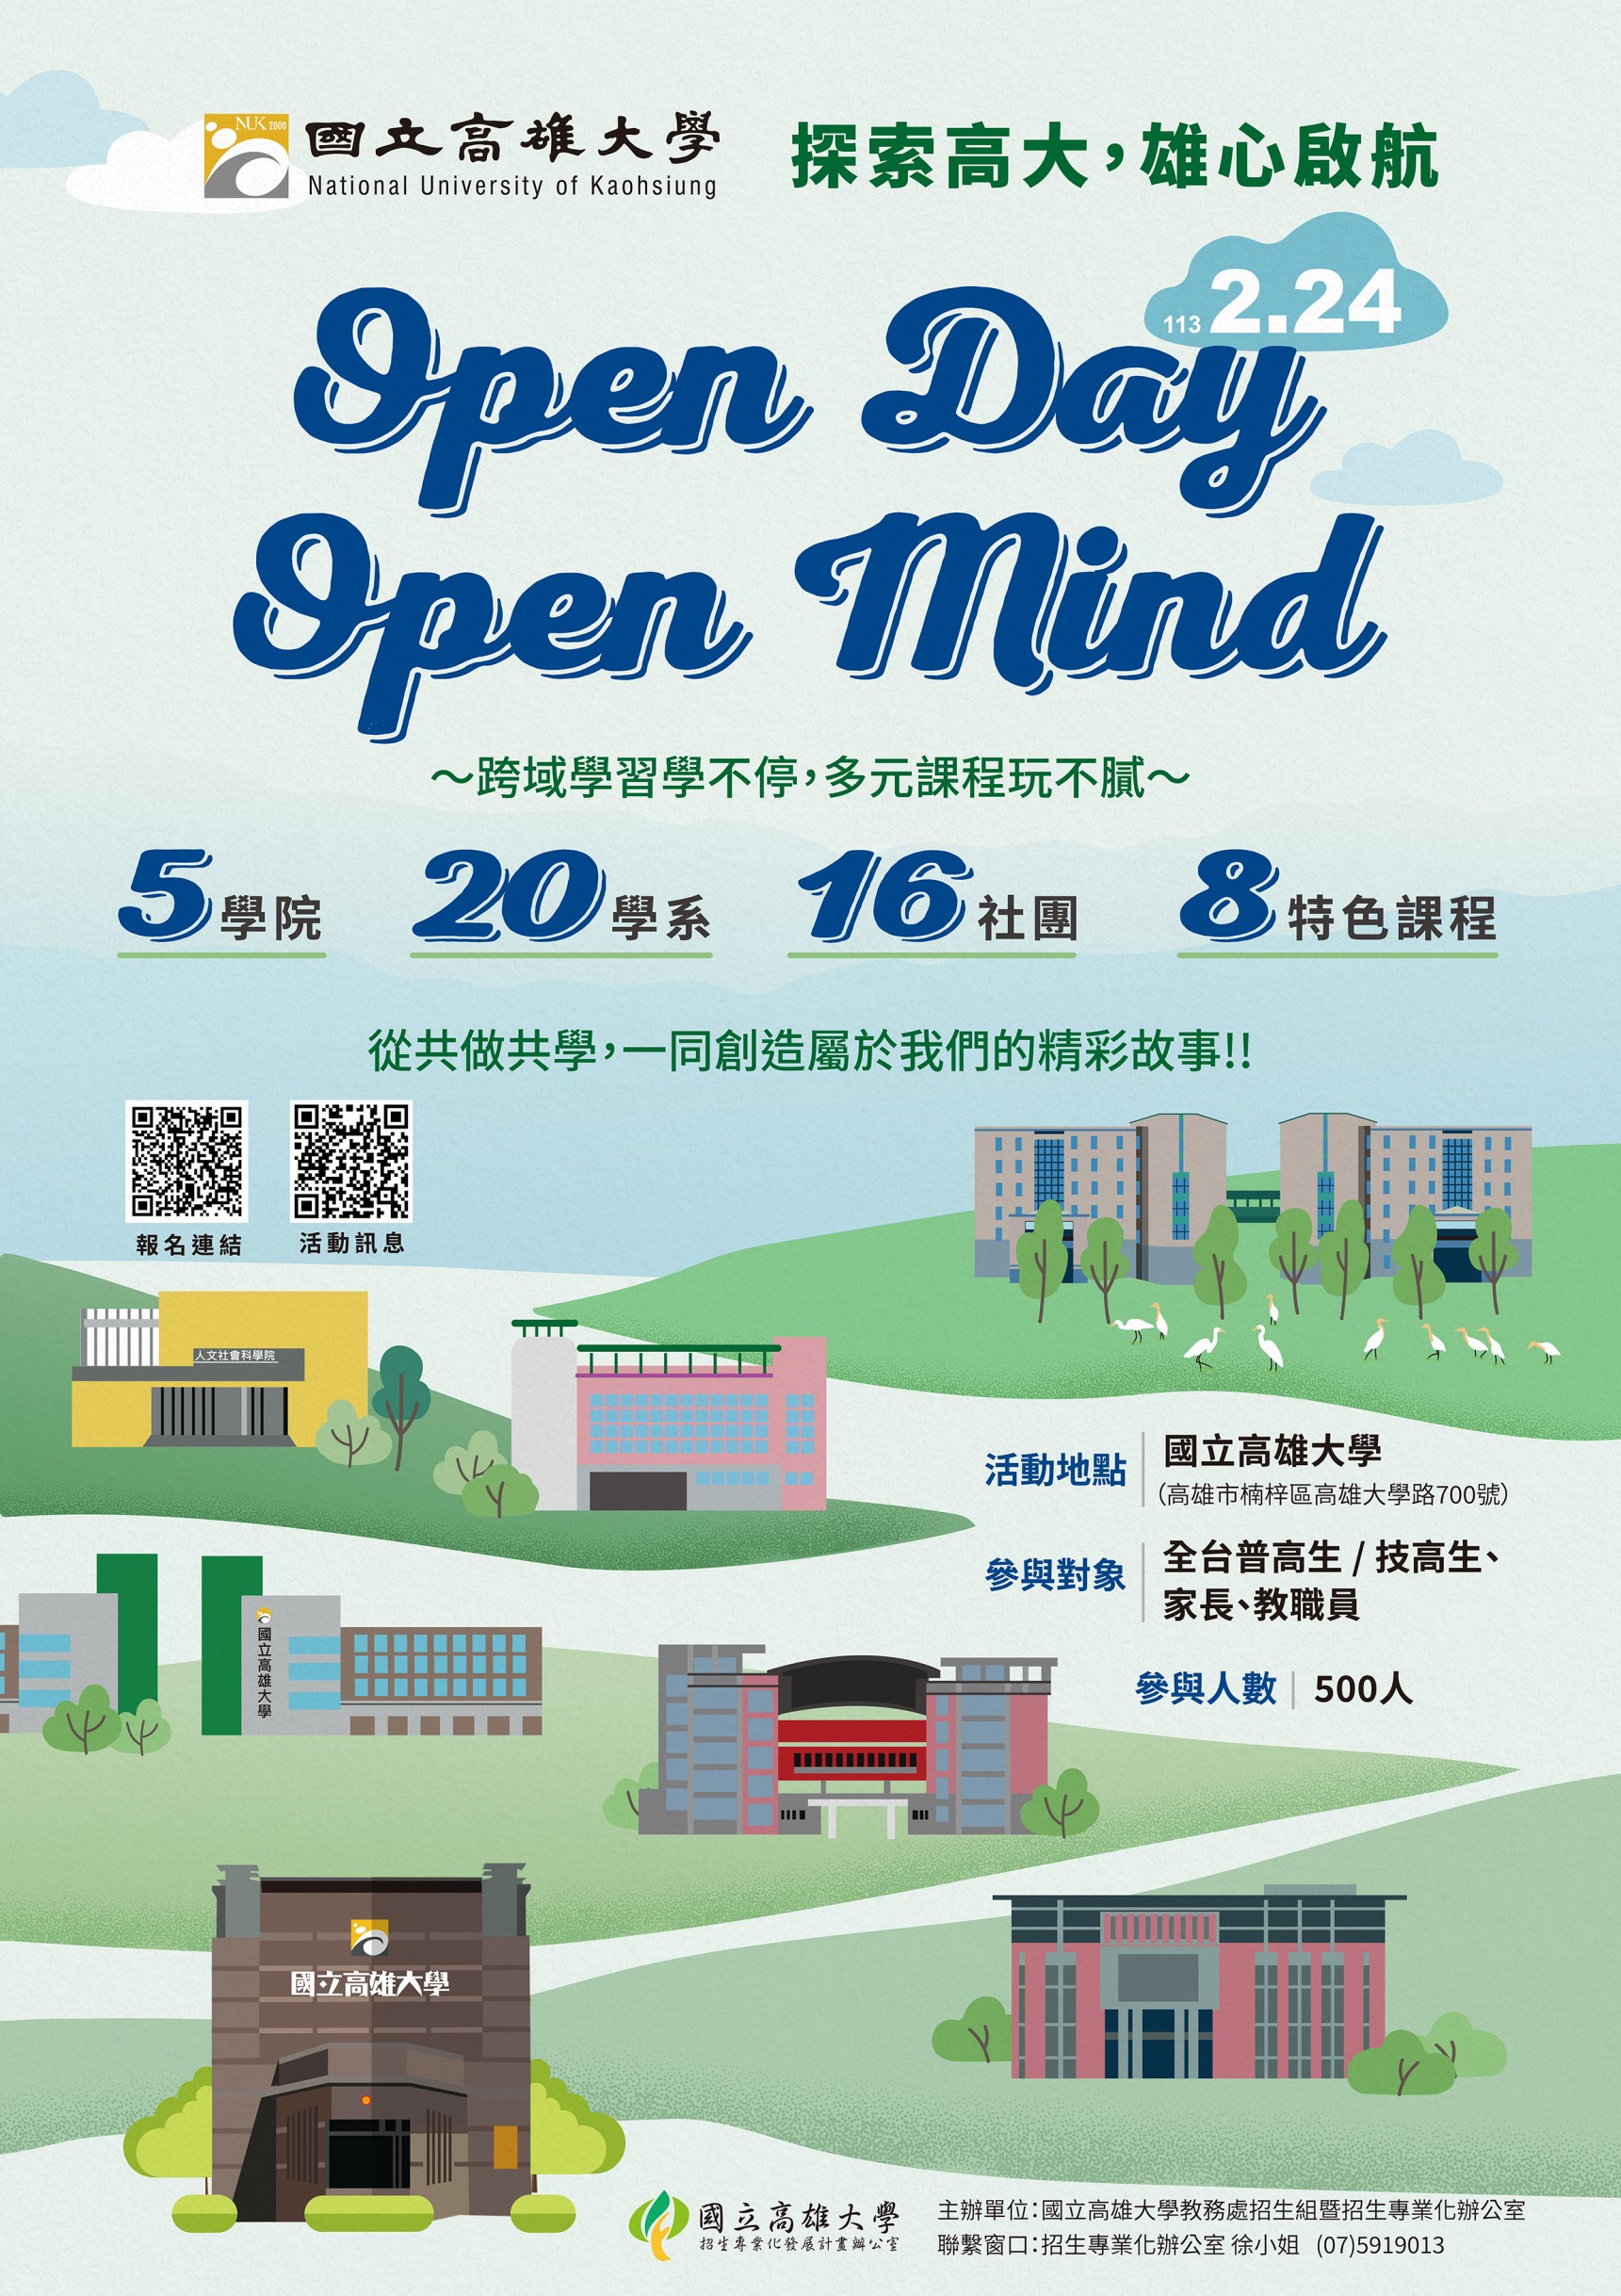 NUK 2000
國立高雄大學
National University of Kaohsiung
探索高大，雄心啟航
113 2.24
Open Day
Open Mind
～跨域學習學不停，多元課程玩不膩～
5 學院
20 學系
16 社團
8 特色課程
從共做共學，一同創造屬於我們的精彩故事!!
報名連結
活動訊息
人文社會科學院
活動地點
國立高雄大學
（高雄市楠梓區高雄大學路700號）
參與對象
全台普高生 / 技高生、
家長、教職員
國立高雄大學
參與人數
500人
國立高雄大學
國立高雄大學
招生專業化發展計畫辦公室
主辦單位：國立高雄大學教務處招生組暨招生專業化辦公室
聯繫窗口：招生專業化辦公室 徐小姐 (07)5919013